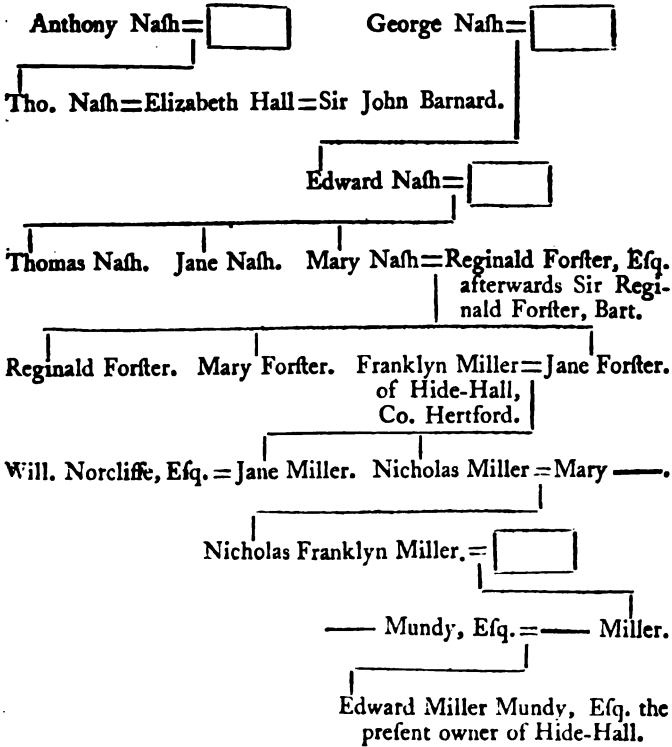 Anthony Naſh= George Naſh=
Tho. Naſh=Elizabeth Hall=Sir John Barnard.
Edward Naſh=
Thomas Naſh. Jane Naſh. Mary Naſh=Reginald Forſter, Eſq.
afterwards Sir Regi-
nald Forſter, Bart.
Reginald Forſter. Mary Forſter. Franklyn Miller=Jane Forſter.
of Hide-Hall,
Co. Hertford.
Will. Norcliffe, Eſq.=Jane Miller. Nicholas Miller=Mary ——.
Nicholas Franklyn Miller.=
—— Mundy, Eſq.=—— Miller.
Edward Miller Mundy, Eſq. the
preſent owner of Hide-Hall.